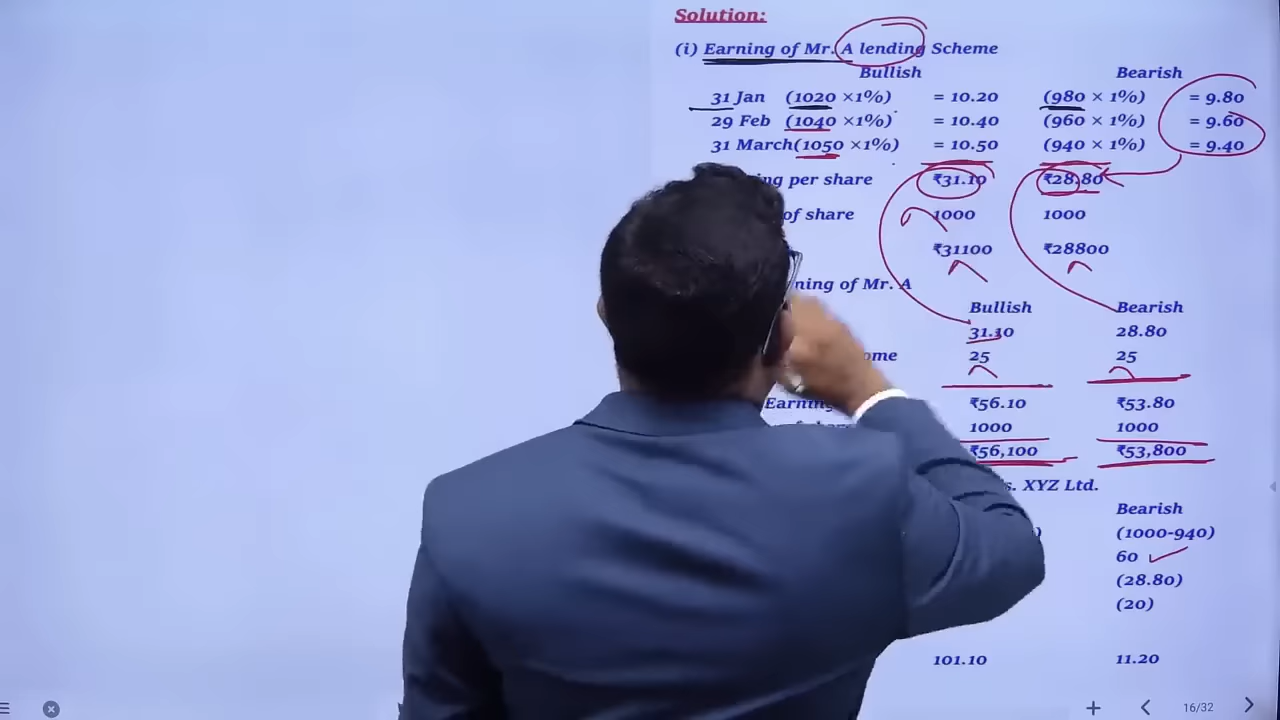 Solution:
(i) Earning of Mr. A lending Scheme
Bullish Bearish
31 Jan (1020 ×1%) = 10.20 (980 × 1%) = 9.80
29 Feb (1040 ×1%) = 10.40 (960 × 1%) = 9.60
31 March(1050 ×1%) = 10.50 (940 × 1%) = 9.40
per share ₹31.10 ₹28.80
of share 1000 1000
₹31100 ₹28800
of Mr. A
Bullish Bearish
31.10 28.80
25 25
Earning ₹56.10 ₹53.80
1000 1000
₹56,100 ₹53,800
XYZ Ltd.
Bearish
(1000-940)
60
(28.80)
(20)
101.10 11.20
16/32